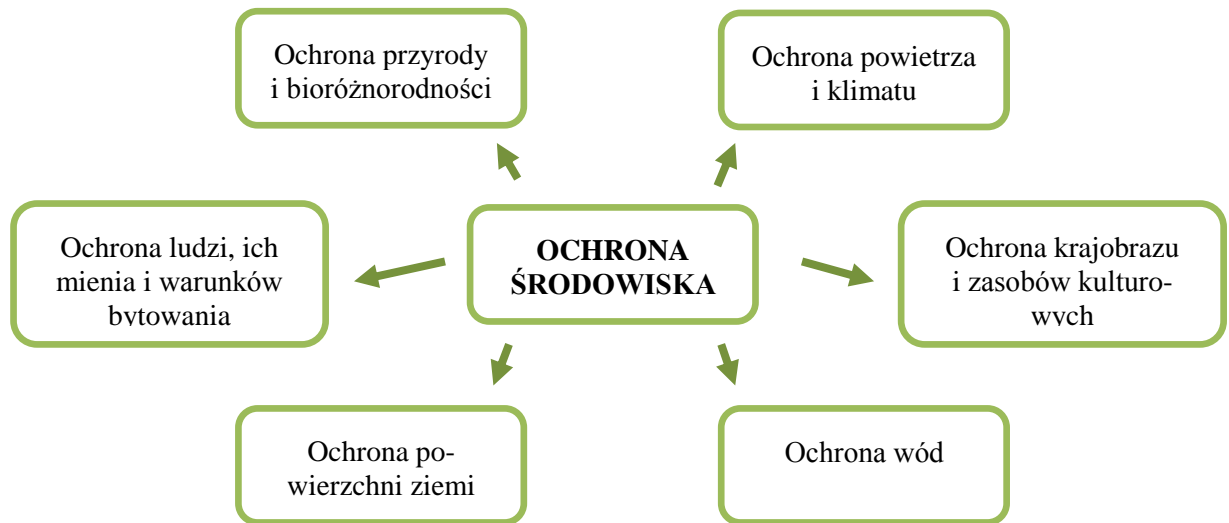 Ochrona przyrody
i bioróżnorodności
Ochrona powietrza
i klimatu
Ochrona ludzi, ich
mienia i warunków
bytowania
OCHRONA
ŚRODOWISKA
Ochrona krajobrazu
i zasobów kulturo-
wych
Ochrona po-
wierzchni ziemi
Ochrona wód